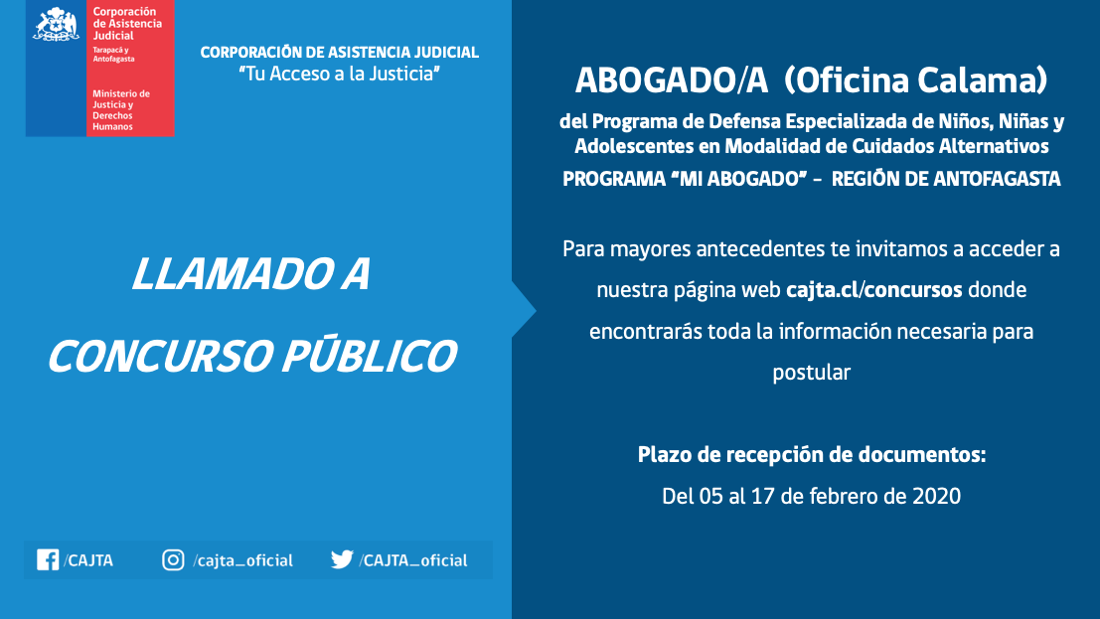 Corporación
de Asistencia
Judicial
Tarapacá y
Antofagasta
Ministerio de
Justicia y
Derechos
Humanos
CORPORACIÓN DE ASISTENCIA JUDICIAL
"Tu Acceso a la Justicia"
LLAMADO A
CONCURSO PÚBLICO
/CAJTA
/cajta_oficial
/CAJTA_oficial
ABOGADO/A (Oficina Calama)
del Programa de Defensa Especializada de Niños, Niñas y
Adolescentes en Modalidad de Cuidados Alternativos
PROGRAMA "MI ABOGADO" – REGIÓN DE ANTOFAGASTA
Para mayores antecedentes te invitamos a acceder a
nuestra página web cajta.cl/concursos donde
encontrarás toda la información necesaria para
postular
Plazo de recepción de documentos:
Del 05 al 17 de febrero de 2020